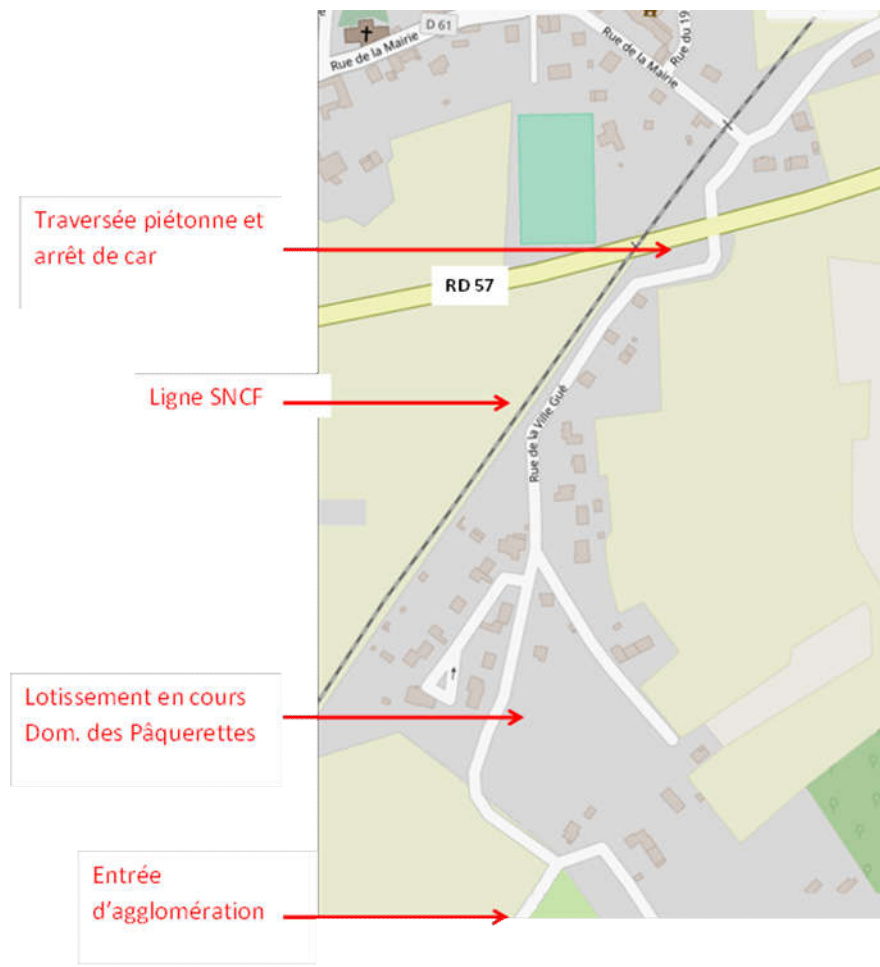 D 61
Rue de la Mairie
Rue de la Mairie
Rue du 19
Traversée piétonne et
arrêt de car
RD 57
Ligne SNCF
Rue de la Ville Gué
Lotissement en cours
Dom. des Pâquerettes
Entrée
d'agglomération